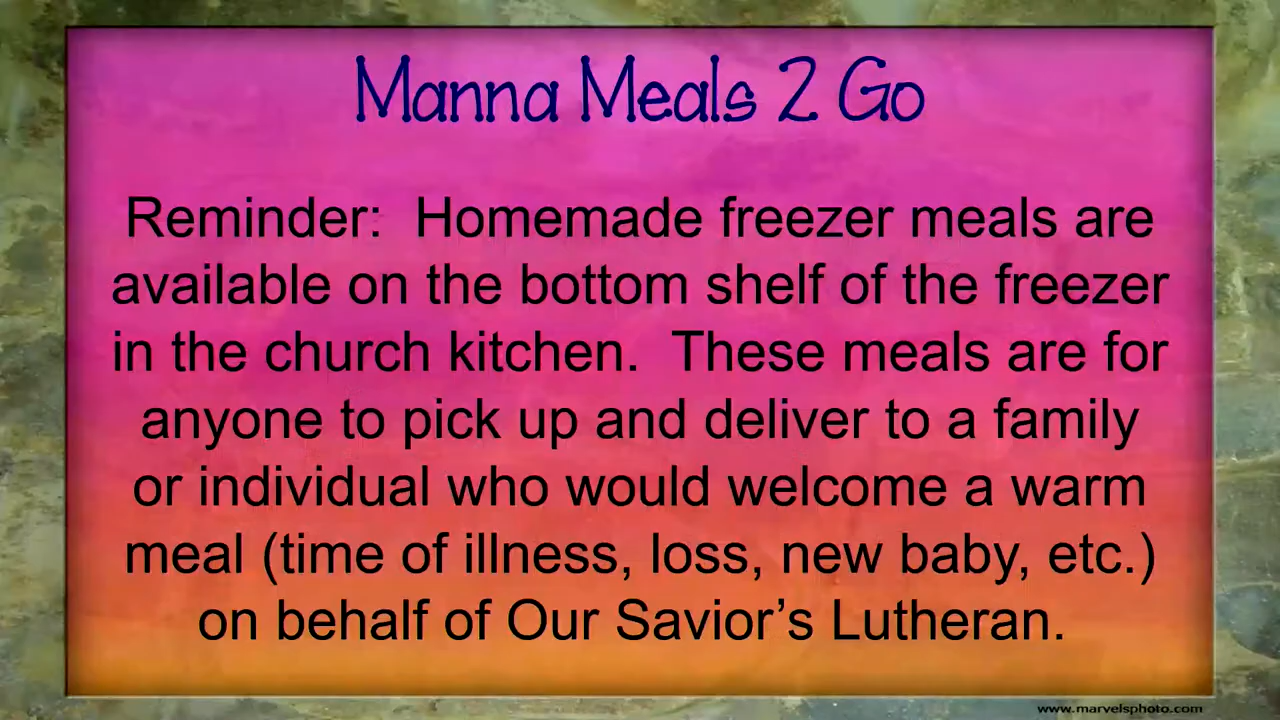 Manna Meals 2 Go
Reminder:  Homemade freezer meals are
available on the bottom shelf of the freezer
in the church kitchen.  These meals are for
anyone to pick up and deliver to a family
or individual who would welcome a warm
meal (time of illness, loss, new baby, etc.)
on behalf of Our Savior’s Lutheran.
www.marvelsphoto.com